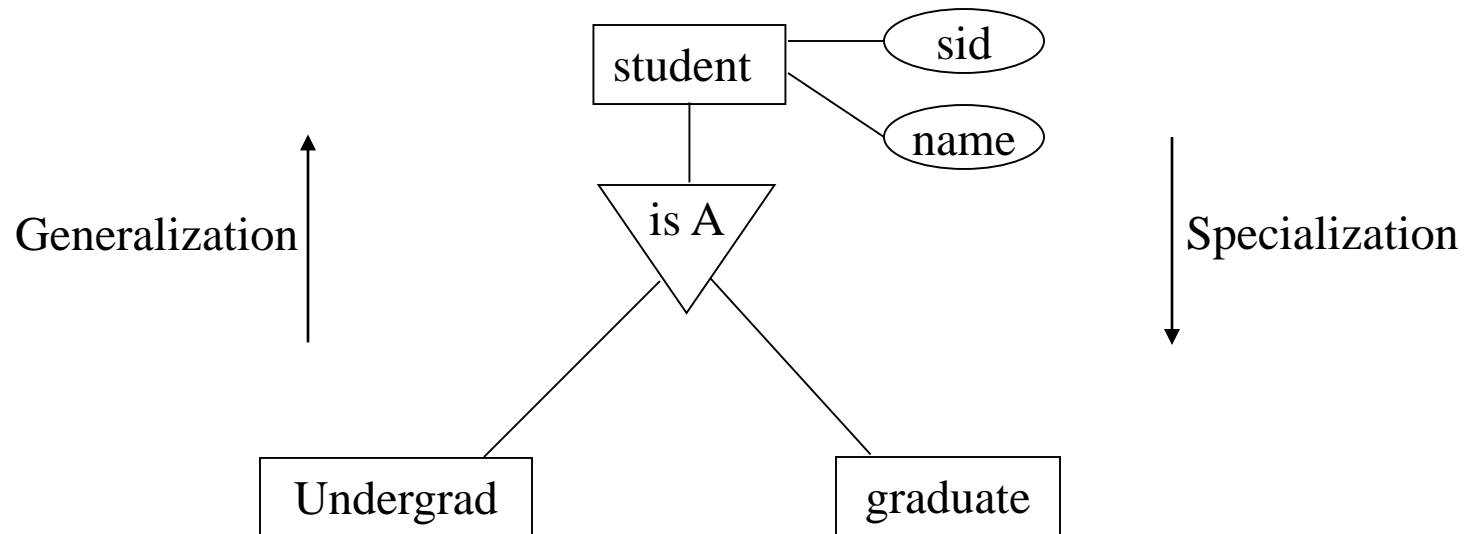 sid
student
name
is A
Generalization
Specialization
Undergrad
graduate